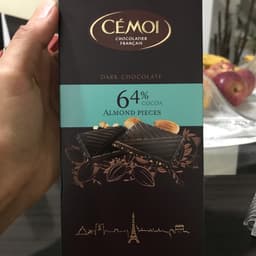 CÉMOI
CHOCOLATIER
FRANÇAIS
DARK CHOCOLATE
64%
COCOA
ALMOND PIECES